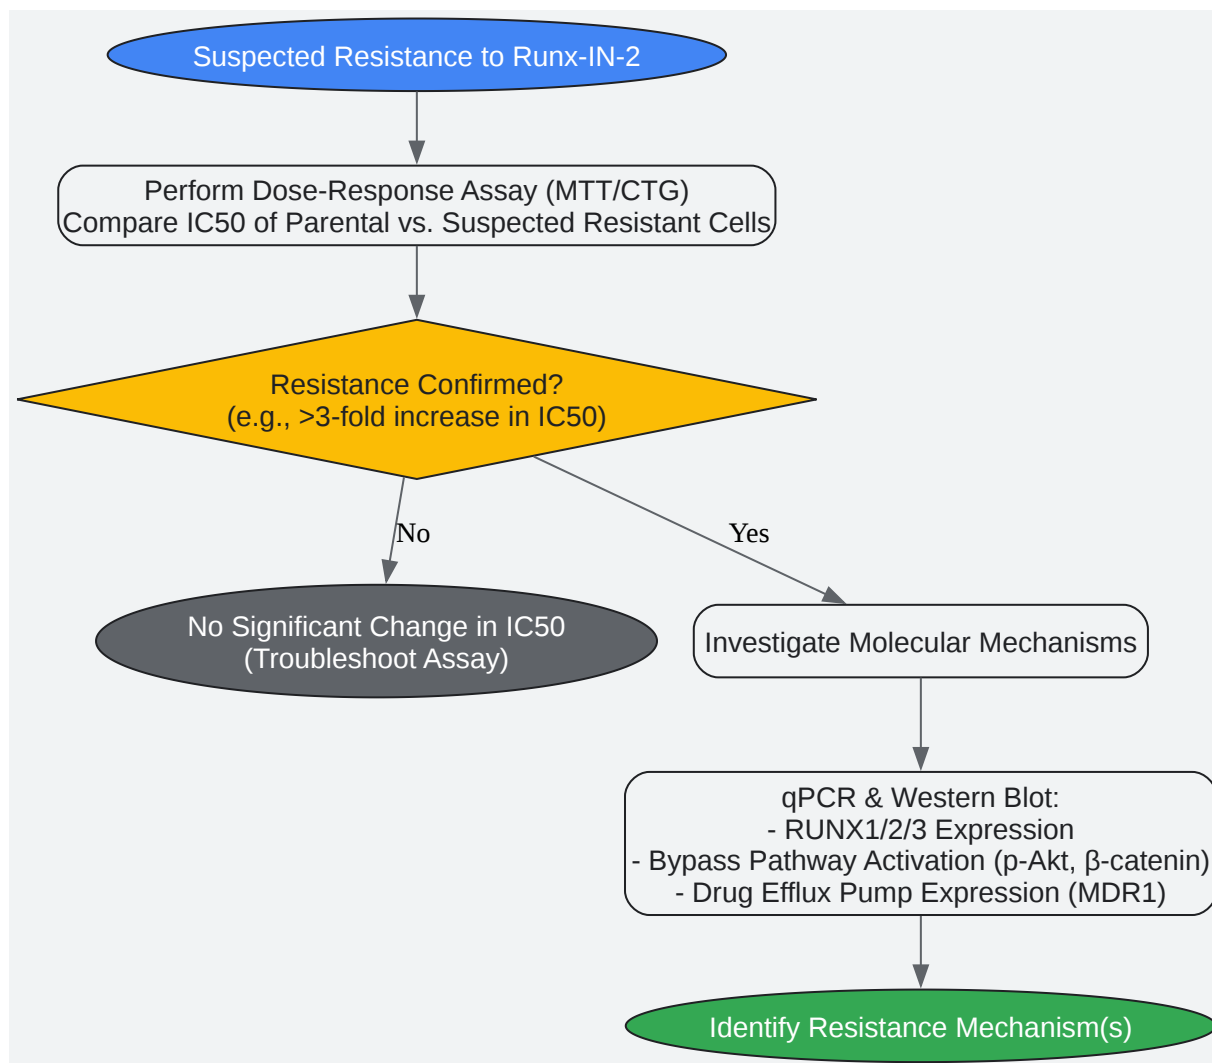 Suspected Resistance to Runx-IN-2
Perform Dose-Response Assay (MTT/CTG)
Compare IC50 of Parental vs. Suspected Resistant Cells
Resistance Confirmed?
(e.g., >3-fold increase in IC50)
No
Yes
No Significant Change in IC50
(Troubleshoot Assay)
Investigate Molecular Mechanisms
qPCR & Western Blot:
- RUNX1/2/3 Expression
- Bypass Pathway Activation (p-Akt, β-catenin)
- Drug Efflux Pump Expression (MDR1)
Identify Resistance Mechanism(s)